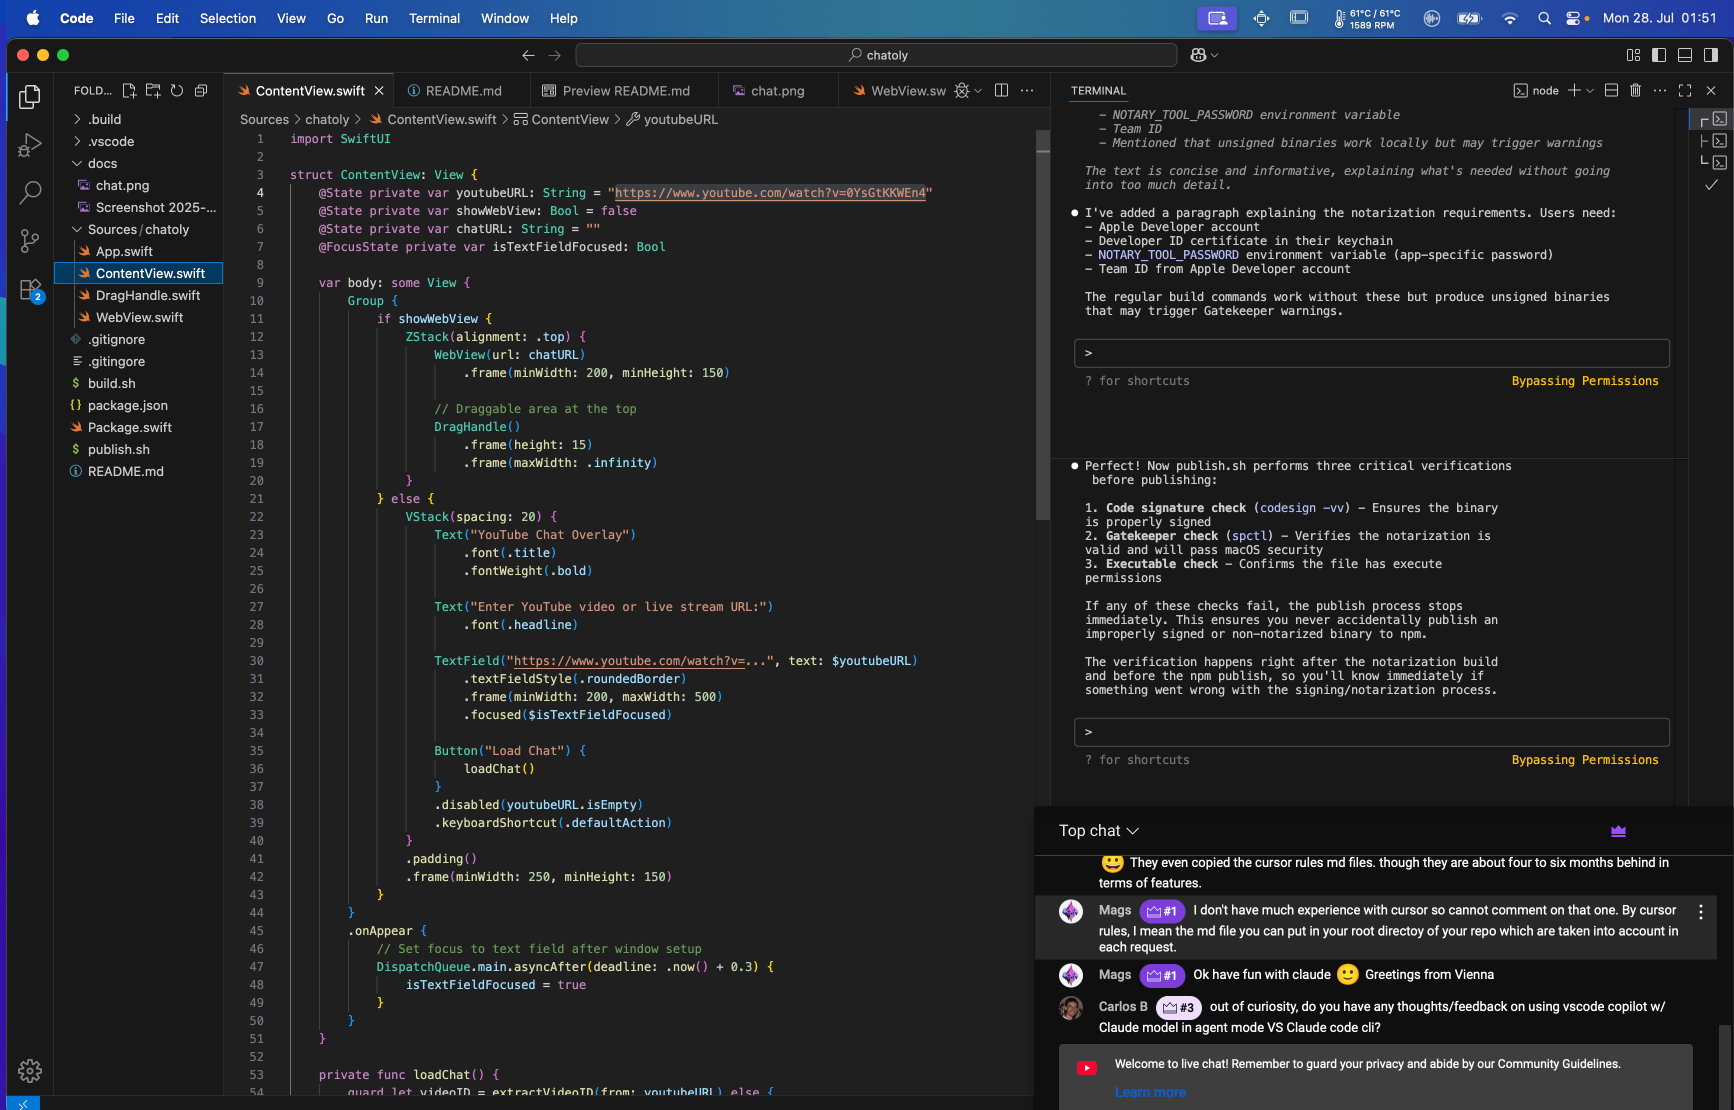 Code File Edit Selection View Go Run Terminal Window Help
61°C / 61°C
1589 RPM
Mon 28. Jul 01:51
chatoly
FOLD...
.build
.vscode
docs
chat.png
Screenshot 2025-...
Sources/chatoly
App.swift
ContentView.swift
DragHandle.swift
WebView.swift
.gitignore
.gitingore
build.sh
package.json
Package.swift
publish.sh
README.md
2
ContentView.swift README.md Preview README.md chat.png WebView.sw
Sources > chatoly > ContentView.swift > ContentView > youtubeURL
1 import SwiftUI
2
3 struct ContentView: View {
4 @State private var youtubeURL: String = "https://www.youtube.com/watch?v=0YsGtKKWEn4"
5 @State private var showWebView: Bool = false
6 @State private var chatURL: String = ""
7 @FocusState private var isTextFieldFocused: Bool
8
9 var body: some View {
10 Group {
11 if showWebView {
12 ZStack(alignment: .top) {
13 WebView(url: chatURL)
14 .frame(minWidth: 200, minHeight: 150)
15
16 // Draggable area at the top
17 DragHandle()
18 .frame(height: 15)
19 .frame(maxWidth: .infinity)
20 }
21 } else {
22 VStack(spacing: 20) {
23 Text("YouTube Chat Overlay")
24 .font(.title)
25 .fontWeight(.bold)
26
27 Text("Enter YouTube video or live stream URL:")
28 .font(.headline)
29
30 TextField("https://www.youtube.com/watch?v=...", text: $youtubeURL)
31 .textFieldStyle(.roundedBorder)
32 .frame(minWidth: 200, maxWidth: 500)
33 .focused($isTextFieldFocused)
34
35 Button("Load Chat") {
36 loadChat()
37 }
38 .disabled(youtubeURL.isEmpty)
39 .keyboardShortcut(.defaultAction)
40 }
41 .padding()
42 .frame(minWidth: 250, minHeight: 150)
43 }
44 }
45 .onAppear {
46 // Set focus to text field after window setup
47 DispatchQueue.main.asyncAfter(deadline: .now() + 0.3) {
48 isTextFieldFocused = true
49 }
50 }
51 }
52
53 private func loadChat() {
54 guard let videoID = extractVideoID(from: youtubeURL) else {
TERMINAL
node
- NOTARY_TOOL_PASSWORD environment variable
- Team ID
- Mentioned that unsigned binaries work locally but may trigger warnings
The text is concise and informative, explaining what's needed without going
into too much detail.
I've added a paragraph explaining the notarization requirements. Users need:
- Apple Developer account
- Developer ID certificate in their keychain
- NOTARY_TOOL_PASSWORD environment variable (app-specific password)
- Team ID from Apple Developer account
The regular build commands work without these but produce unsigned binaries
that may trigger Gatekeeper warnings.
>
? for shortcuts Bypassing Permissions
Perfect! Now publish.sh performs three critical verifications
before publishing:
1. Code signature check (codesign -vv) - Ensures the binary
is properly signed
2. Gatekeeper check (spctl) - Verifies the notarization is
valid and will pass macOS security
3. Executable check - Confirms the file has execute
permissions
If any of these checks fail, the publish process stops
immediately. This ensures you never accidentally publish an
improperly signed or non-notarized binary to npm.
The verification happens right after the notarization build
and before the npm publish, so you'll know immediately if
something went wrong with the signing/notarization process.
>
? for shortcuts Bypassing Permissions
Top chat
They even copied the cursor rules md files. though they are about four to six months behind in
terms of features.
Mags #1 I don't have much experience with cursor so cannot comment on that one. By cursor
rules, I mean the md file you can put in your root directoy of your repo which are taken into account in
each request.
Mags #1 Ok have fun with claude 🙂 Greetings from Vienna
Carlos B #3 out of curiosity, do you have any thoughts/feedback on using vscode copilot w/
Claude model in agent mode VS Claude code cli?
Welcome to live chat! Remember to guard your privacy and abide by our Community Guidelines.
Learn more